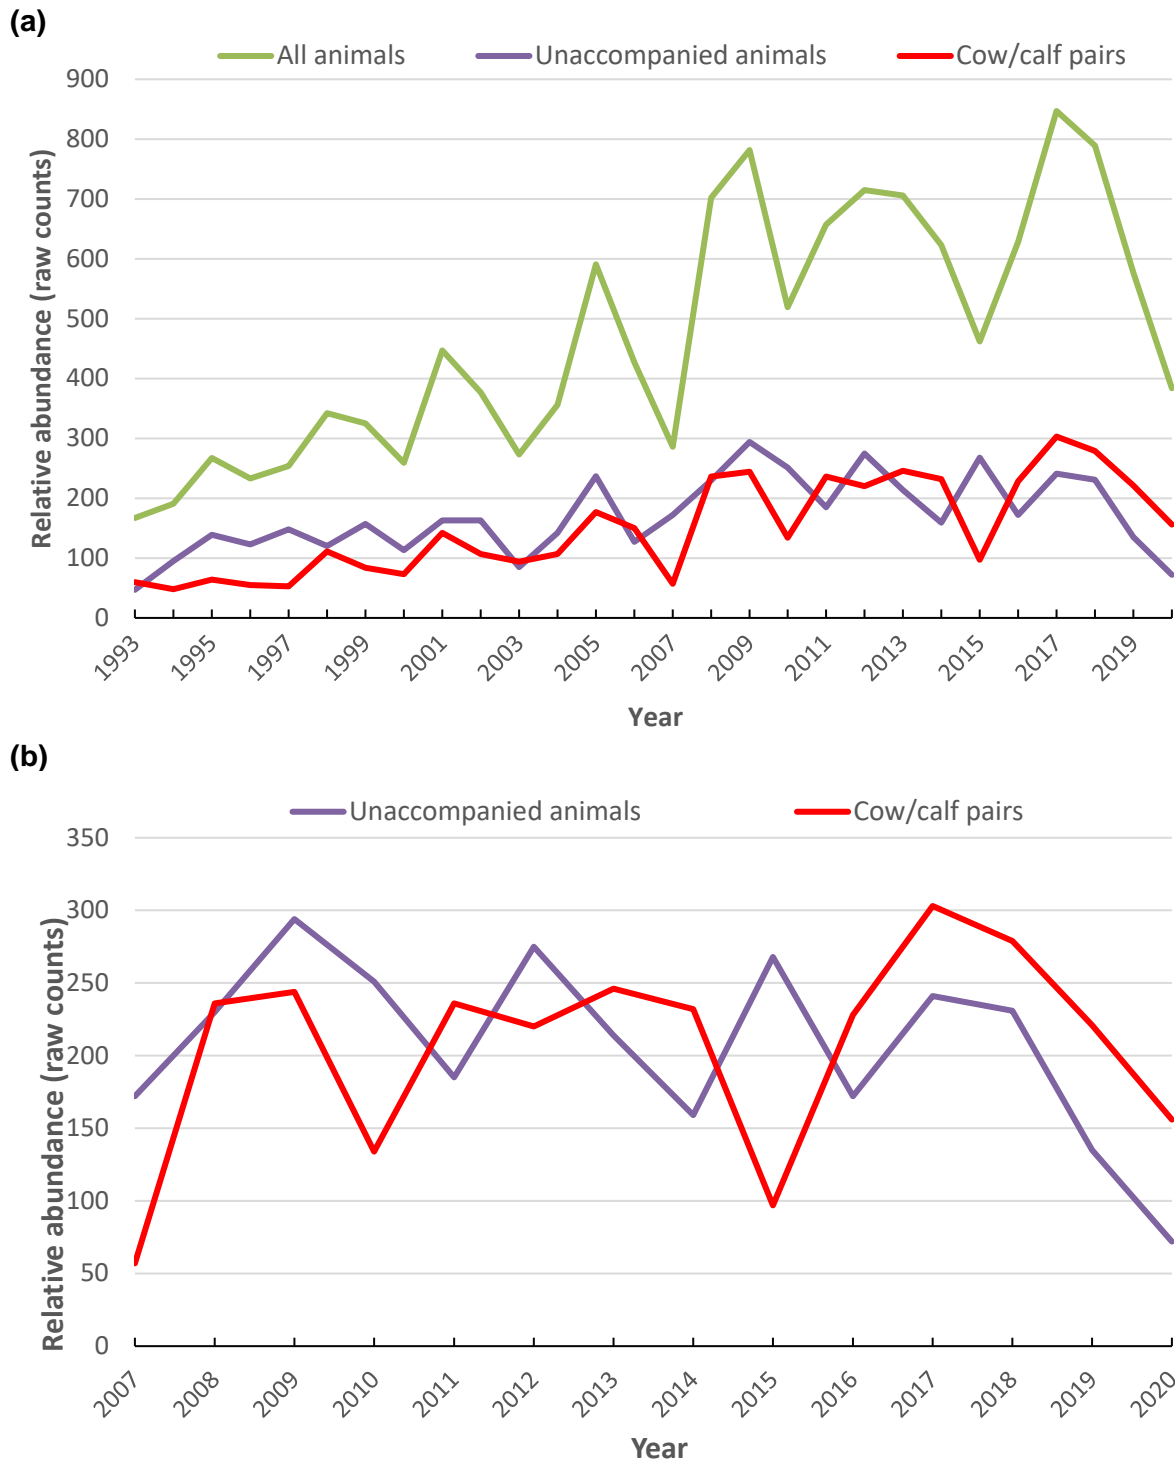 (a)
All animals Unaccompanied animals Cow/calf pairs
900
800
700
600
500
400
300
200
100
0
Relative abundance (raw counts)
1993 1995 1997 1999 2001 2003 2005 2007 2009 2011 2013 2015 2017 2019
Year
(b)
Unaccompanied animals Cow/calf pairs
350
300
250
200
150
100
50
0
Relative abundance (raw counts)
2007 2008 2009 2010 2011 2012 2013 2014 2015 2016 2017 2018 2019 2020
Year